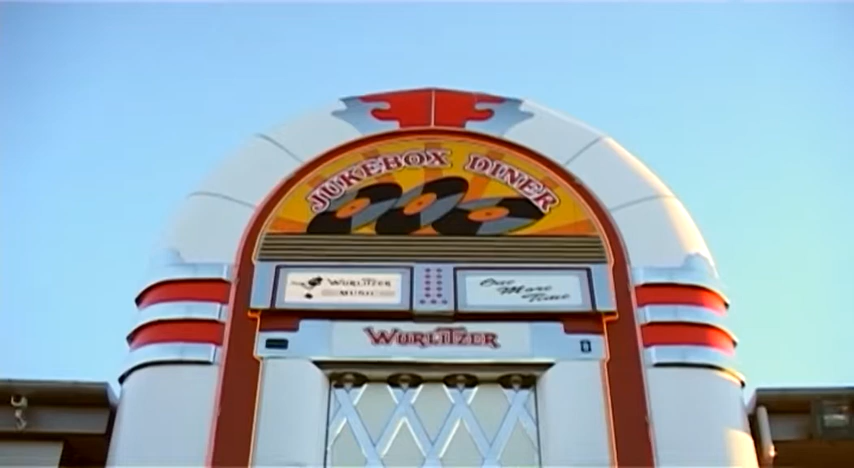 JUKEBOX DINER
WURLITZER
MUSIC
One
More
Time
WURLITZER